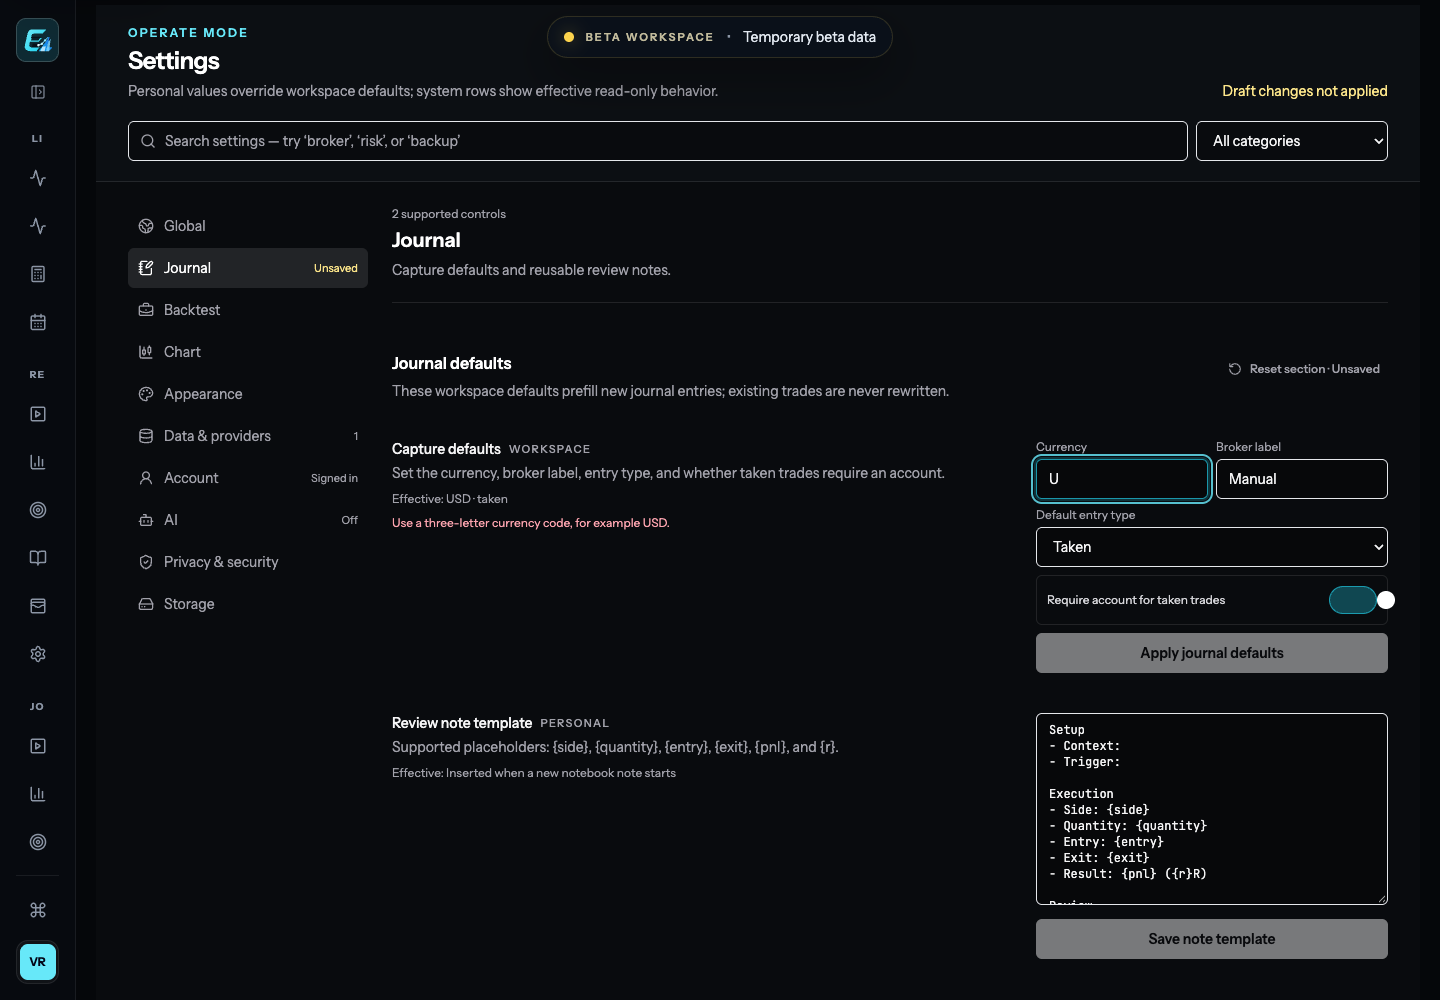 OPERATE MODE
Settings
Personal values override workspace defaults; system rows show effective read-only behavior.
BETA WORKSPACE · Temporary beta data
Draft changes not applied
Search settings — try ‘broker’, ‘risk’, or ‘backup’
All categories
LI
RE
JO
VR
Global
Journal Unsaved
Backtest
Chart
Appearance
Data & providers 1
Account Signed in
AI Off
Privacy & security
Storage
2 supported controls
Journal
Capture defaults and reusable review notes.
Journal defaults
These workspace defaults prefill new journal entries; existing trades are never rewritten.
Reset section · Unsaved
Capture defaults WORKSPACE
Set the currency, broker label, entry type, and whether taken trades require an account.
Effective: USD · taken
Use a three-letter currency code, for example USD.
Currency
U
Broker label
Manual
Default entry type
Taken
Require account for taken trades
Apply journal defaults
Review note template PERSONAL
Supported placeholders: {side}, {quantity}, {entry}, {exit}, {pnl}, and {r}.
Effective: Inserted when a new notebook note starts
Setup
- Context:
- Trigger:
Execution
- Side: {side}
- Quantity: {quantity}
- Entry: {entry}
- Exit: {exit}
- Result: {pnl} ({r}R)
Review
Save note template